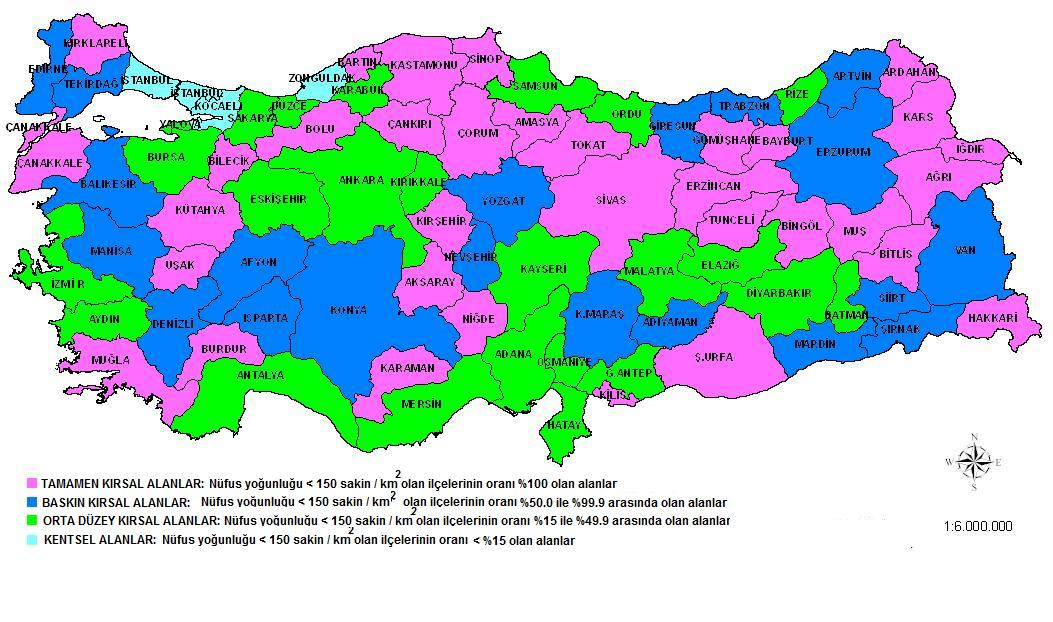 KIRKLARELİ
EDİRNE
TEKİRDAĞ
İSTANBUL
İSTANBUL
KOCAELİ
YALOVA
SAKARYA
DÜZCE
ZONGULDAK
BARTIN
KARABÜK
KASTAMONU
SİNOP
SAMSUN
ORDU
GİRESUN
TRABZON
RİZE
ARTVİN
ARDAHAN
KARS
IĞDIR
AĞRI
ÇANAKKALE
ÇANAKKALE
BALIKESİR
BURSA
BİLECİK
BOLU
ÇANKIRI
ÇORUM
AMASYA
TOKAT
GÜMÜŞHANE
BAYBURT
ERZURUM
ERZİNCAN
KÜTAHYA
ESKİŞEHİR
ANKARA
KIRIKKALE
YOZGAT
SİVAS
KIRŞEHİR
TUNCELİ
BİNGÖL
MUŞ
BİTLİS
VAN
MANİSA
UŞAK
AFYON
NEVŞEHİR
KAYSERİ
MALATYA
ELAZIĞ
DİYARBAKIR
BATMAN
SİİRT
ŞIRNAK
HAKKARİ
İZMİR
AYDIN
DENİZLİ
ISPARTA
KONYA
AKSARAY
NİĞDE
K.MARAŞ
ADIYAMAN
MARDİN
MUĞLA
BURDUR
ANTALYA
KARAMAN
MERSİN
ADANA
OSMANİYE
G.ANTEP
KİLİS
Ş.URFA
HATAY
N
W E
S
TAMAMEN KIRSAL ALANLAR: Nüfus yoğunluğu < 150 sakin / km2 olan ilçelerinin oranı %100 olan alanlar
BASKIN KIRSAL ALANLAR: Nüfus yoğunluğu < 150 sakin / km2 olan ilçelerinin oranı %50.0 ile %99.9 arasında olan alanlar
ORTA DÜZEY KIRSAL ALANLAR: Nüfus yoğunluğu < 150 sakin / km2 olan ilçelerinin oranı %15 ile %49.9 arasında olan alanlar
KENTSEL ALANLAR: Nüfus yoğunluğu < 150 sakin / km2 olan ilçelerinin oranı < %15 olan alanlar
1:6.000.000